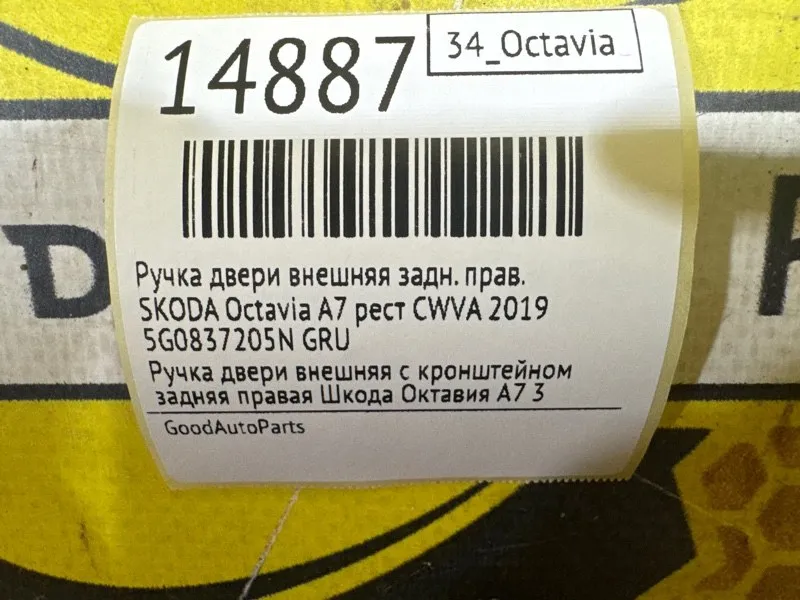 14887
34_Octavia
Ручка двери внешняя задн. прав.
SKODA Octavia A7 рест CWVA 2019
5G0837205N GRU
Ручка двери внешняя с кронштейном
задняя правая Шкода Октавия А7 3
GoodAutoParts
D